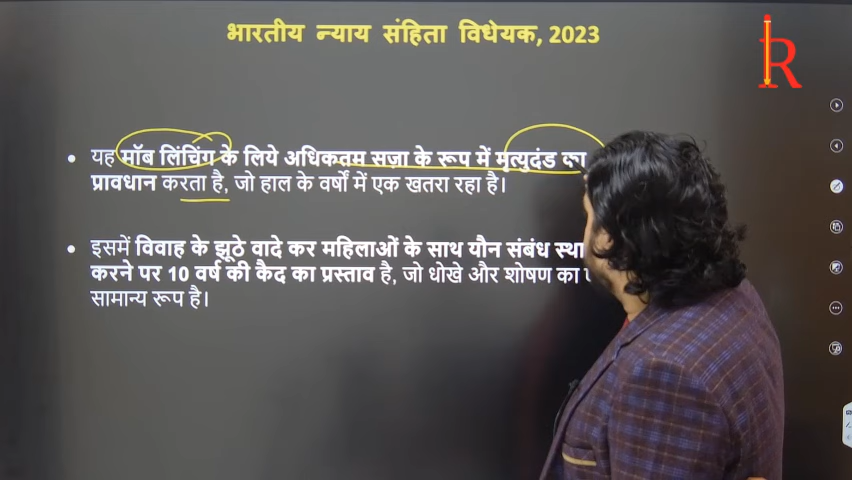 भारतीय न्याय संहिता विधेयक, 2023
R
• यह मॉब लिंचिंग के लिये अधिकतम सज़ा के रूप में मृत्युदंड का
प्रावधान करता है, जो हाल के वर्षों में एक खतरा रहा है।
• इसमें विवाह के झूठे वादे कर महिलाओं के साथ यौन संबंध
करने पर 10 वर्ष की कैद का प्रस्ताव है, जो धोखे और शोषण का
सामान्य रूप है।